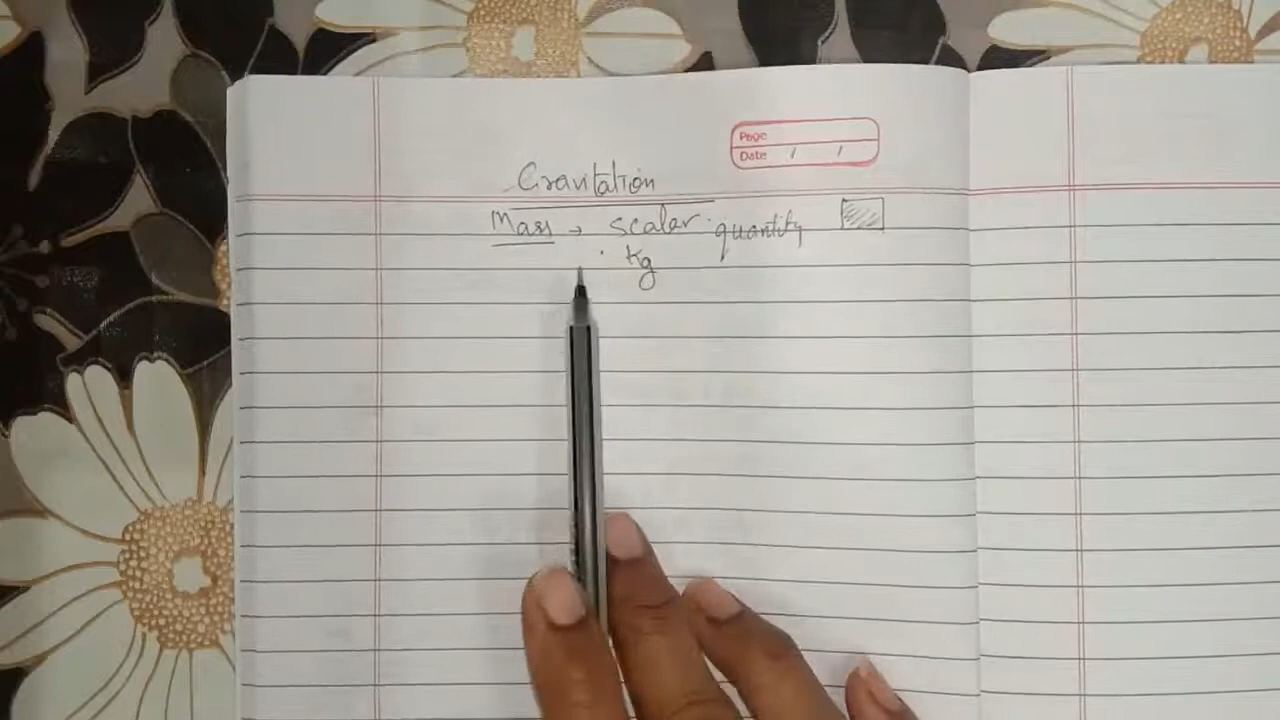 Page
Date / /
Gravitation
Mass → scalar quantity
Kg